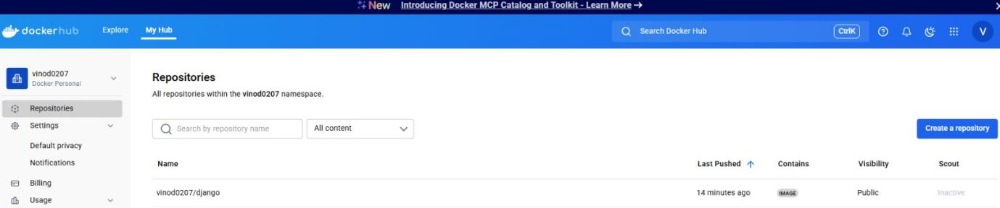 New Introducing Docker MCP Catalog and Toolkit - Learn More →
dockerhub Explore My Hub Search Docker Hub CtrlK V
vinod0207
Docker Personal
Repositories
Settings
Default privacy
Notifications
Billing
Usage
Repositories
All repositories within the vinod0207 namespace.
Search by repository name All content Create a repository
Name Last Pushed ↑ Contains Visibility Scout
vinod0207/django 14 minutes ago IMAGE Public Inactive